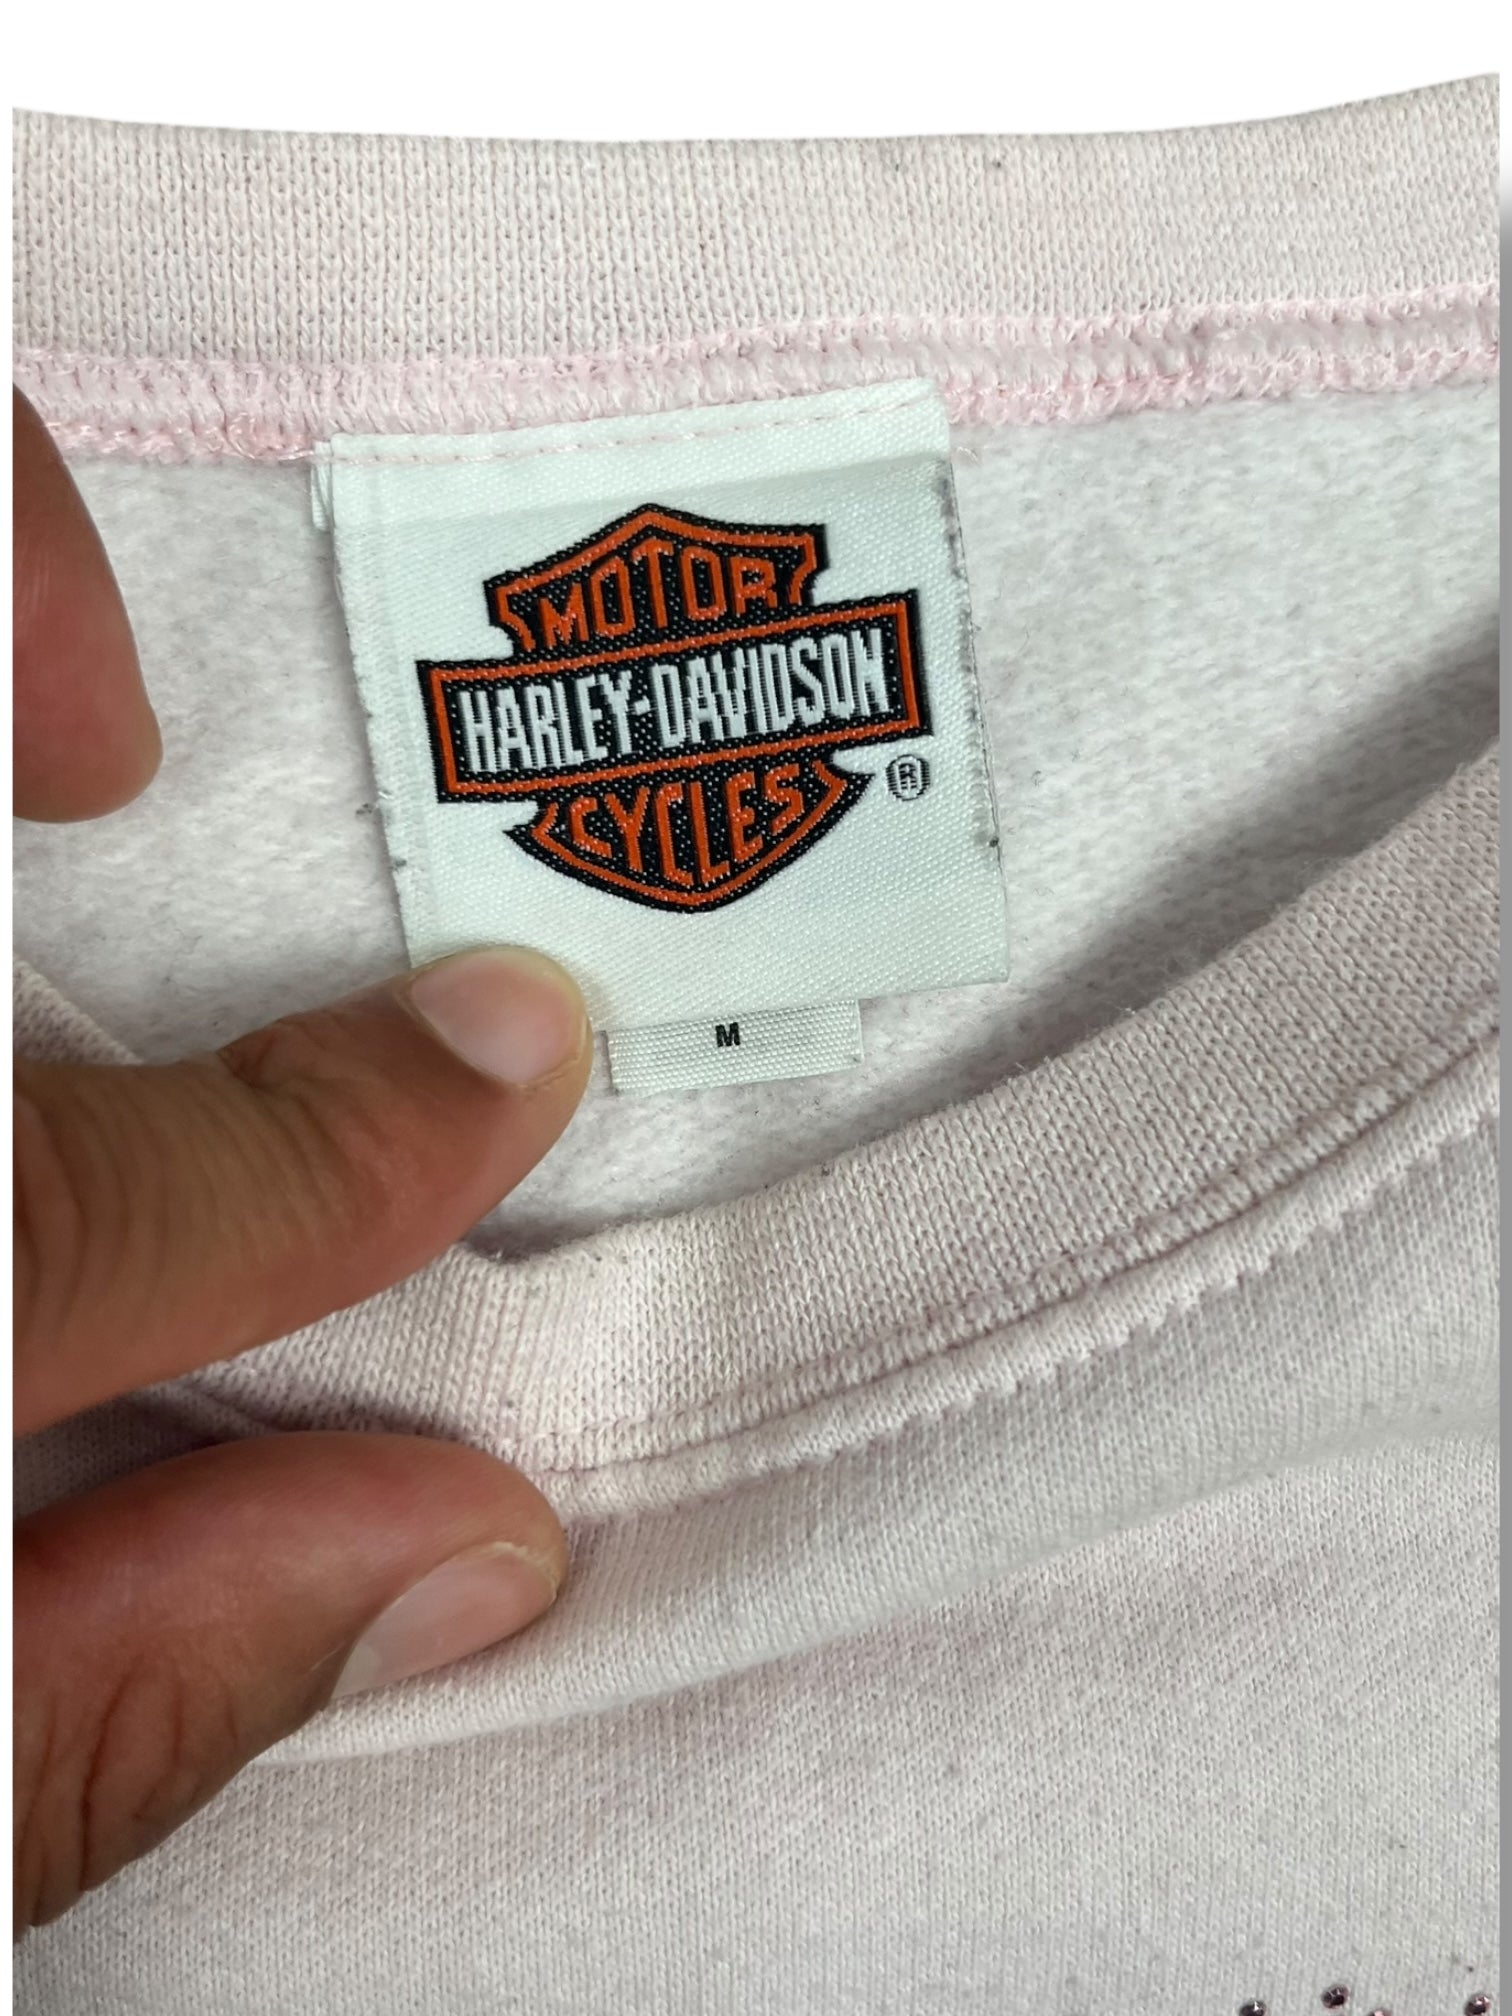 MOTOR
HARLEY-DAVIDSON
CYCLES
®
M